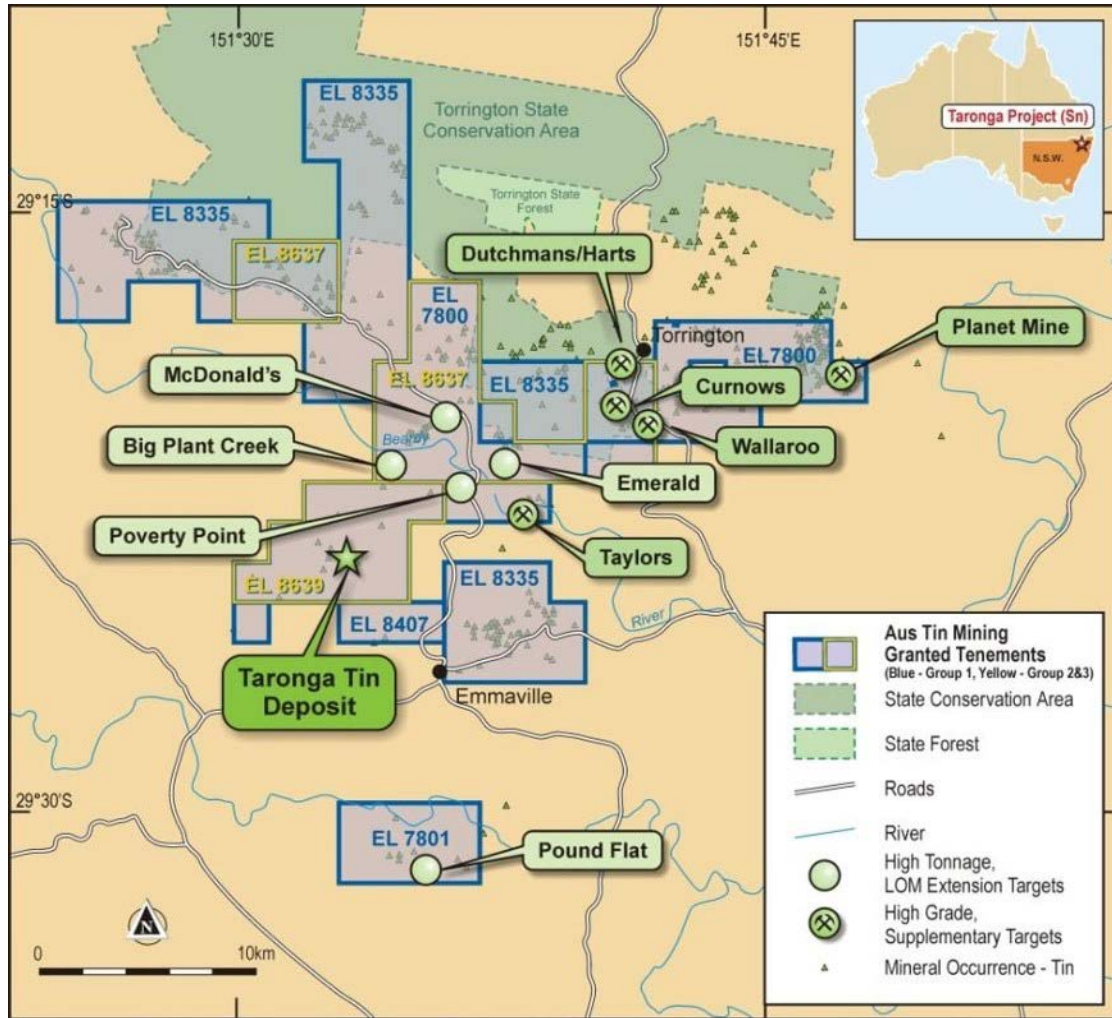 151°30'E
151°45'E
EL 8335
Torrington State
Conservation Area
Taronga Project (Sn)
N.S.W.
29°15'S
EL 8335
Torrington State
Forest
EL 8637
Dutchmans/Harts
EL
7800
Torrington
EL7800
Planet Mine
McDonald's
EL 8637
EL 8335
Curnows
Big Plant Creek
Beardy
Wallaroo
Emerald
Poverty Point
Taylors
EL 8639
EL 8335
River
EL 8407
Taronga Tin
Deposit
Emmaville
29°30'S
EL 7801
Pound Flat
N
0
10km
Aus Tin Mining
Granted Tenements
(Blue - Group 1, Yellow - Group 2&3)
State Conservation Area
State Forest
Roads
River
High Tonnage,
LOM Extension Targets
High Grade,
Supplementary Targets
Mineral Occurrence - Tin